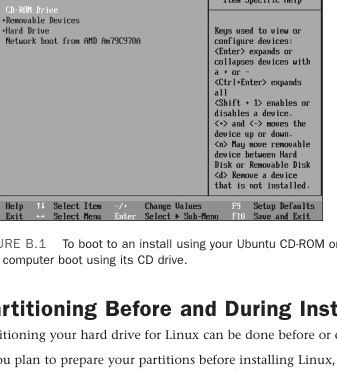 Item Specific Help
CD-ROM Drive
+Removable Devices
+Hard Drive
Network boot from AMD Am79C970A
Keys used to view or
configure devices:
<Enter> expands or
collapses devices with
a + or -
<Ctrl+Enter> expands
all
<Shift + 1> enables or
disables a device.
<+> and <-> moves the
device up or down.
<n> May move removable
device between Hard
Disk or Removable Disk
<d> Remove a device
that is not installed.
Help ↑↓ Select Item -/+ Change Values F9 Setup Defaults
Exit ↔ Select Menu Enter Select ▸ Sub-Menu F10 Save and Exit
URE B.1 To boot to an install using your Ubuntu CD-ROM or
computer boot using its CD drive.
artitioning Before and During Inst
itioning your hard drive for Linux can be done before or
ou plan to prepare your partitions before installing Linux,